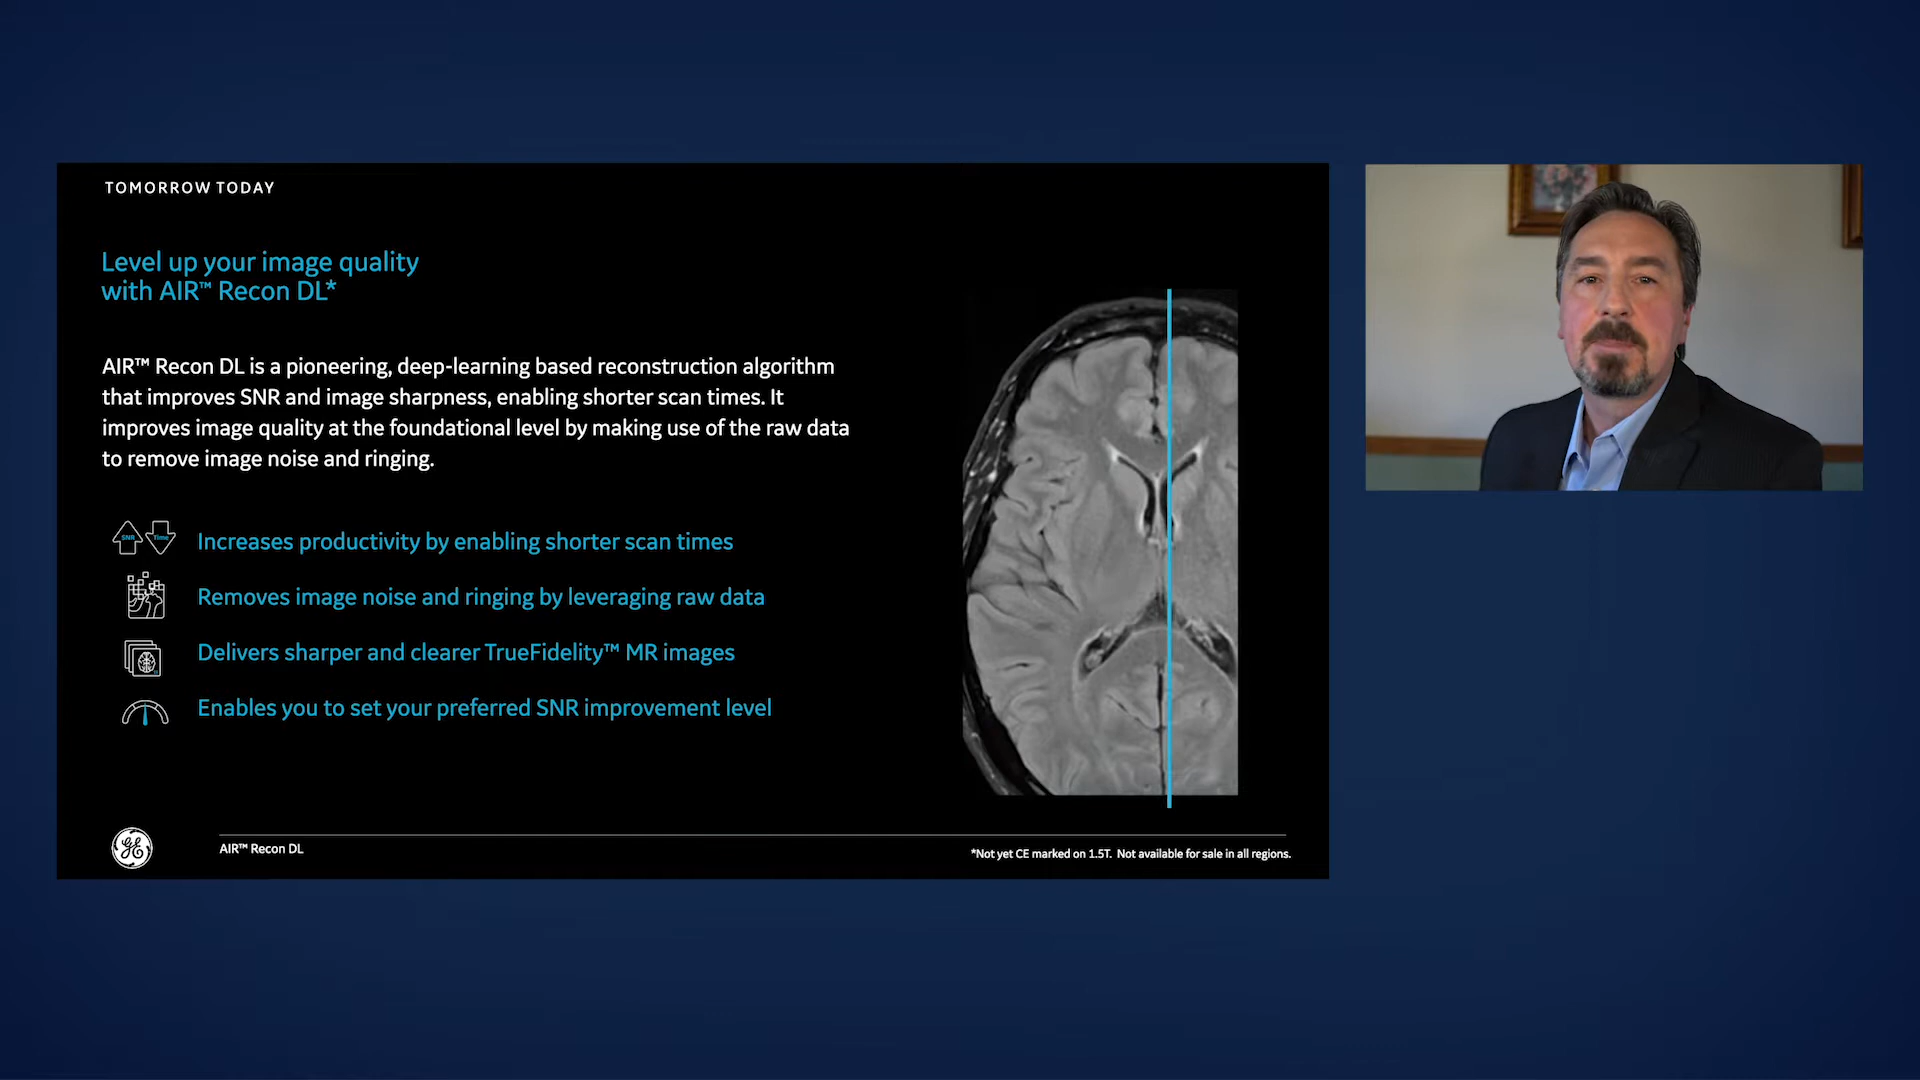 TOMORROW TODAY
Level up your image quality
with AIR™ Recon DL*
AIR™ Recon DL is a pioneering, deep-learning based reconstruction algorithm
that improves SNR and image sharpness, enabling shorter scan times. It
improves image quality at the foundational level by making use of the raw data
to remove image noise and ringing.
SNR Time
Increases productivity by enabling shorter scan times
Removes image noise and ringing by leveraging raw data
Delivers sharper and clearer TrueFidelity™ MR images
Enables you to set your preferred SNR improvement level
GE
AIR™ Recon DL
*Not yet CE marked on 1.5T. Not available for sale in all regions.